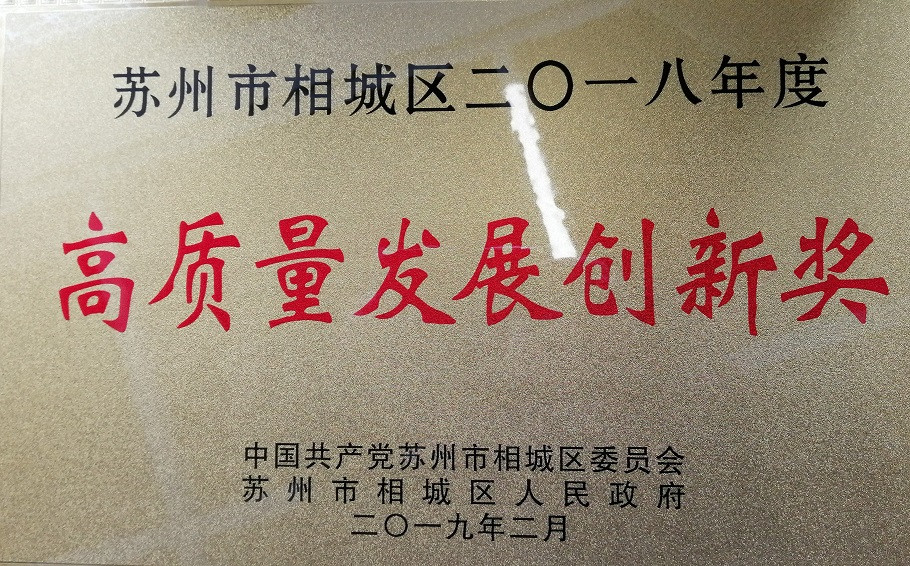 苏州市相城区二〇一八年度
高质量发展创新奖
中国共产党苏州市相城区委员会
苏州市相城区人民政府
二〇一九年二月